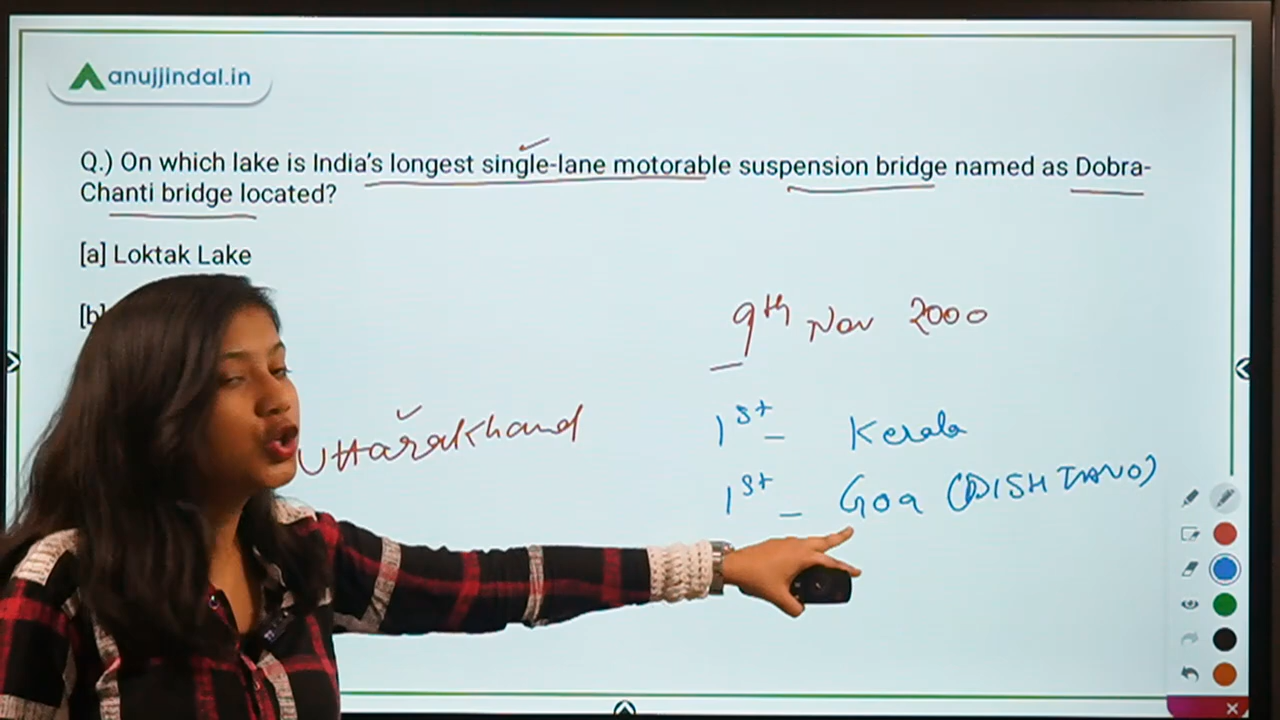 anujjindal.in
Q.) On which lake is India's longest single-lane motorable suspension bridge named as Dobra-
Chanti bridge located?
[a] Loktak Lake
[b]
9th Nov 2000
Uttarakhand
1st - Kerala
1st - Goa (DISHTAVO)